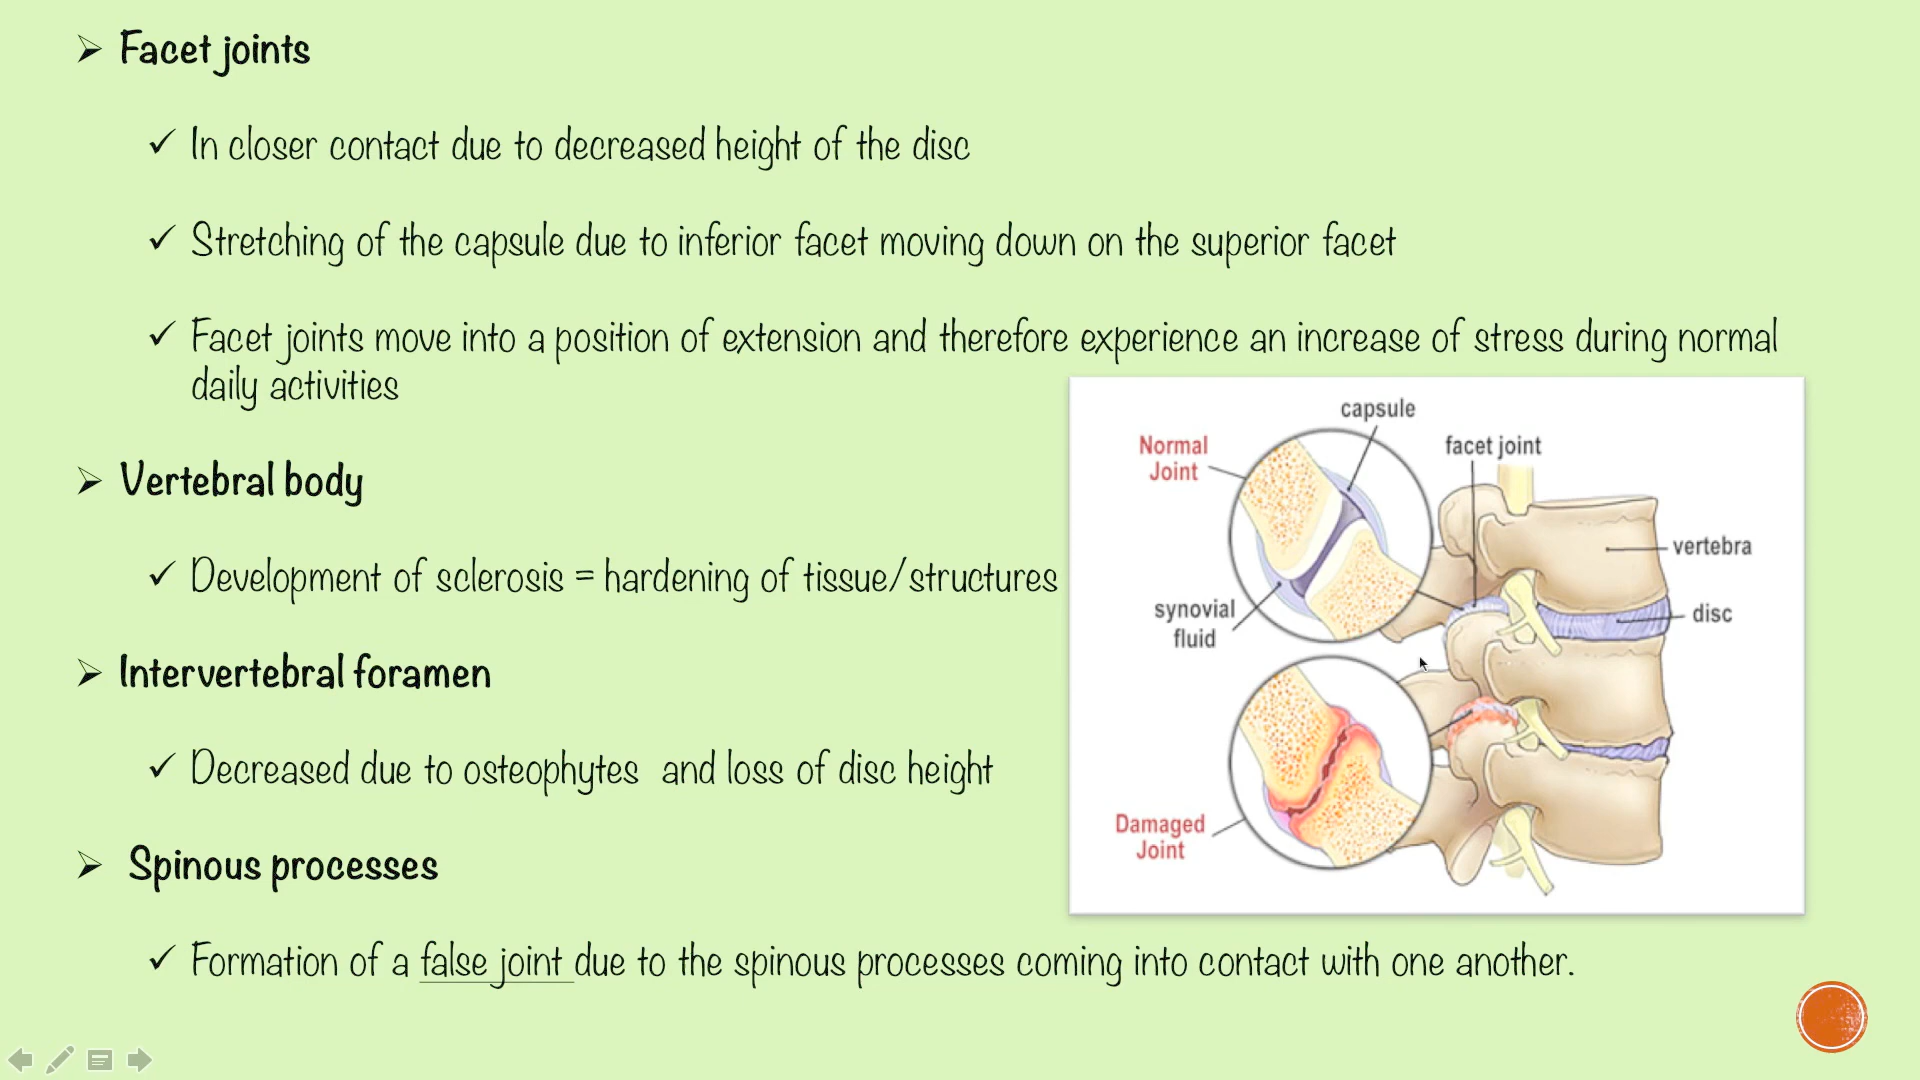 ➢ Facet joints
✓ In closer contact due to decreased height of the disc
✓ Stretching of the capsule due to inferior facet moving down on the superior facet
✓ Facet joints move into a position of extension and therefore experience an increase of stress during normal
daily activities
➢ Vertebral body
✓ Development of sclerosis = hardening of tissue/structures
➢ Intervertebral foramen
✓ Decreased due to osteophytes and loss of disc height
➢ Spinous processes
✓ Formation of a false joint due to the spinous processes coming into contact with one another.
capsule
Normal
Joint
facet joint
vertebra
synovial
fluid
disc
Damaged
Joint